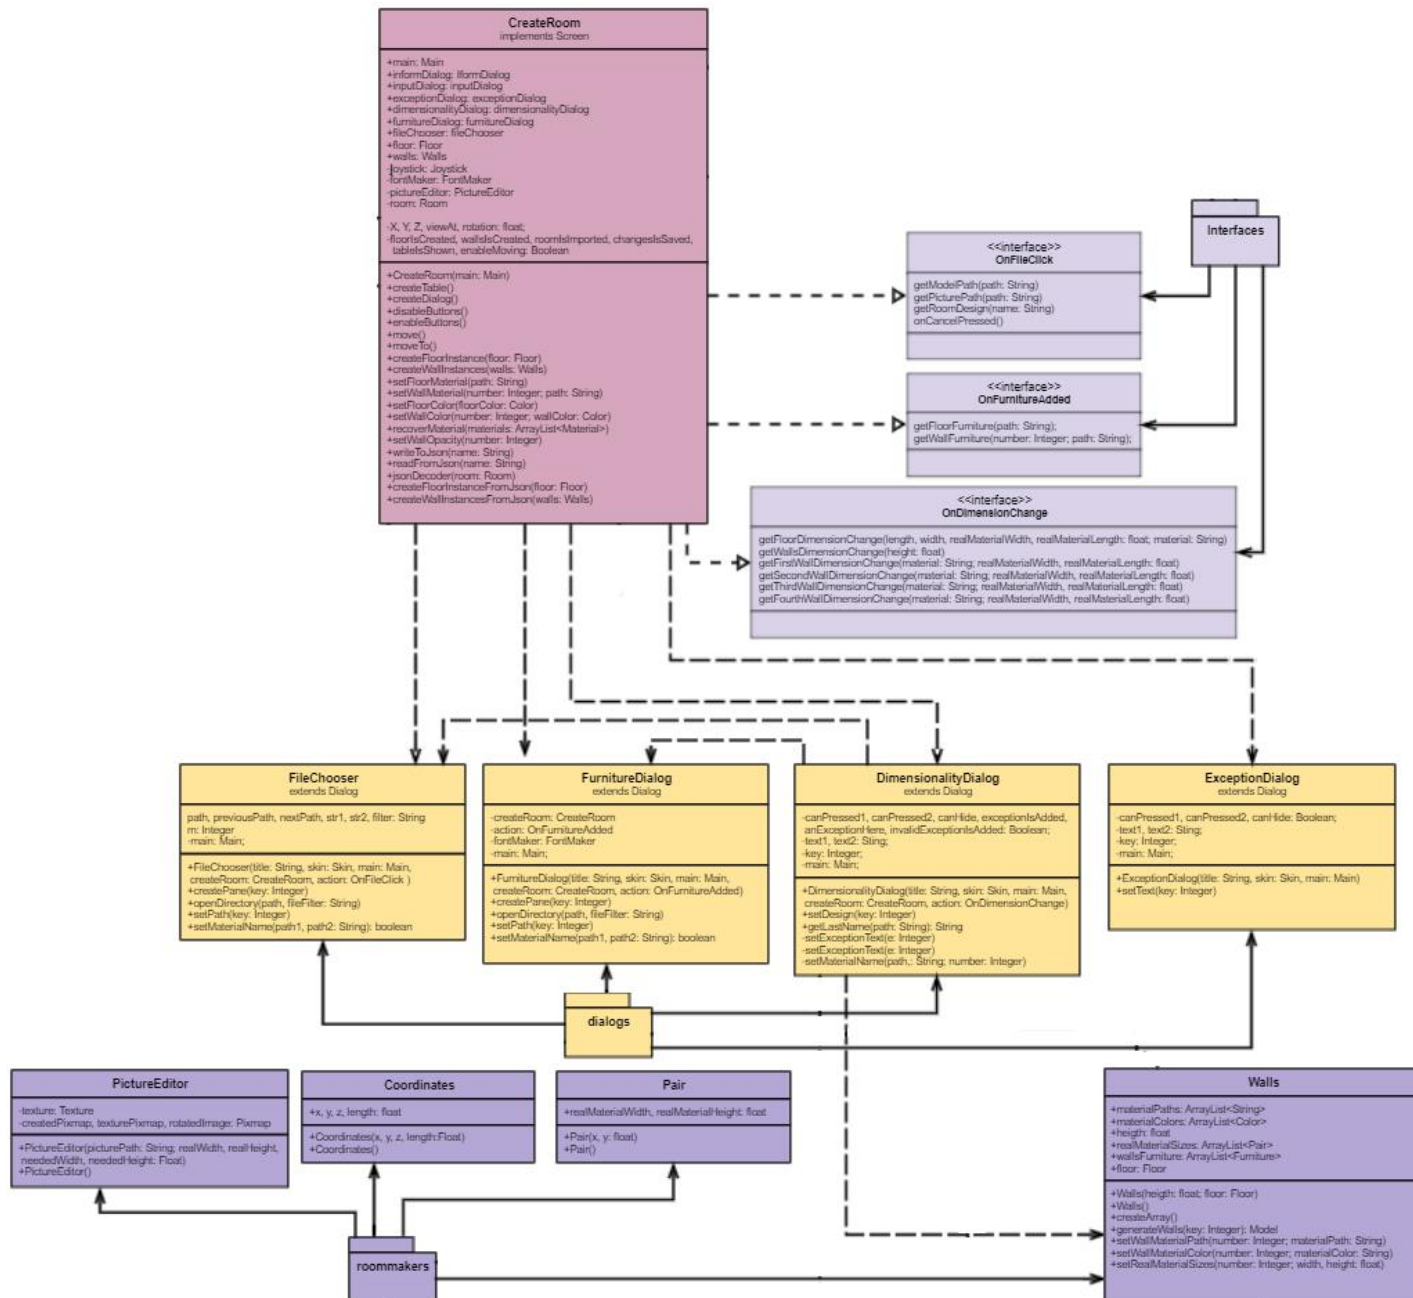 CreateRoom
implements Screen
+main: Main
+informDialog: IformDialog
+inputDialog: inputDialog
+exceptionDialog: exceptionDialog
+dimensionalityDialog: dimensionalityDialog
+furnitureDialog: furnitureDialog
+fileChooser: fileChooser
+floor: Floor
+walls: Walls
-joystick: Joystick
-fontMaker: FontMaker
-pictureEditor: PictureEditor
-room: Room
-X, Y, Z, viewAt, rotation: float;
-floorIsCreated, wallsIsCreated, roomIsImported, changesIsSaved,
tableIsShown, enableMoving: Boolean
+CreateRoom(main: Main)
+createTable()
+createDialog()
+disableButtons()
+enableButtons()
+move()
+moveTo()
+createFloorInstance(floor: Floor)
+createWallInstances(walls: Walls)
+setFloorMaterial(path: String)
+setWallMaterial(number: Integer; path: String)
+setFloorColor(floorColor: Color)
+setWallColor(number: Integer; wallColor: Color)
+recoverMaterial(materials: ArrayList<Material>)
+setWallOpacity(number: Integer)
+writeToJson(name: String)
+readFromJson(name: String)
+jsonDecoder(room: Room)
+createFloorInstanceFromJson(floor: Floor)
+createWallInstancesFromJson(walls: Walls)
Interfaces
<<interface>>
OnFileClick
getModelPath(path: String)
getPicturePath(path: String)
getRoomDesign(name: String)
onCancelPressed()
<<interface>>
OnFurnitureAdded
getFloorFurniture(path: String);
getWallFurniture(number: Integer; path: String);
<<interface>>
OnDimensionChange
getFloorDimensionChange(length, width, realMaterialWidth, realMaterialLength: float; material: String)
getWallsDimensionChange(height: float)
getFirstWallDimensionChange(material: String; realMaterialWidth, realMaterialLength: float)
getSecondWallDimensionChange(material: String; realMaterialWidth, realMaterialLength: float)
getThirdWallDimensionChange(material: String; realMaterialWidth, realMaterialLength: float)
getFourthWallDimensionChange(material: String; realMaterialWidth, realMaterialLength: float)
FileChooser
extends Dialog
path, previousPath, nextPath, str1, str2, filter: String
m: Integer
-main: Main;
+FileChooser(title: String, skin: Skin, main: Main,
createRoom: CreateRoom, action: OnFileClick )
+createPane(key: Integer)
+openDirectory(path, fileFilter: String)
+setPath(key: Integer)
+setMaterialName(path1, path2: String): boolean
FurnitureDialog
extends Dialog
-createRoom: CreateRoom
-action: OnFurnitureAdded
-fontMaker: FontMaker
-main: Main;
+FurnitureDialog(title: String, skin: Skin, main: Main,
createRoom: CreateRoom, action: OnFurnitureAdded)
+createPane(key: Integer)
+openDirectory(path, fileFilter: String)
+setPath(key: Integer)
+setMaterialName(path1, path2: String): boolean
DimensionalityDialog
extends Dialog
-canPressed1, canPressed2, canHide, exceptionIsAdded,
anExceptionHere, invalidExceptionIsAdded: Boolean;
-text1, text2: Sting;
-key: Integer;
-main: Main;
+DimensionalityDialog(title: String, skin: Skin, main: Main,
createRoom: CreateRoom, action: OnDimensionChange)
+setDesign(key: Integer)
+getLastName(path: String): String
-setExceptionText(e: Integer)
-setExceptionText(e: Integer)
-setMaterialName(path,: String; number: Integer)
ExceptionDialog
extends Dialog
-canPressed1, canPressed2, canHide: Boolean;
-text1, text2: Sting;
-key: Integer;
-main: Main;
+ExceptionDialog(title: String, skin: Skin, main: Main)
+setText(key: Integer)
dialogs
PictureEditor
-texture: Texture
-createdPixmap, texturePixmap, rotatedImage: Pixmap
+PictureEditor(picturePath: String; realWidth, realHeight,
neededWidth, neededHeight: Float)
+PictureEditor()
Coordinates
+x, y, z, length: float
+Coordinates(x, y, z, length:Float)
+Coordinates()
Pair
+realMaterialWidth, realMaterialHeight: float
+Pair(x, y: float)
+Pair()
Walls
+materialPaths: ArrayList<String>
+materialColors: ArrayList<Color>
+heigth: float
+realMaterialSizes: ArrayList<Pair>
+wallsFurniture: ArrayList<Furniture>
+floor: Floor
+Walls(heigth: float; floor: Floor)
+Walls()
+createArray()
+generateWalls(key: Integer): Model
+setWallMaterialPath(number: Integer; materialPath: String)
+setWallMaterialColor(number: Integer; materialColor: String)
+setRealMaterialSizes(number: Integer; width, height: float)
roommakers